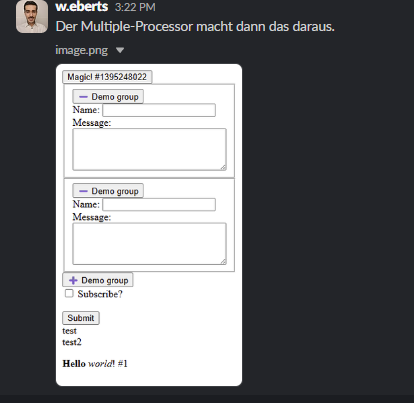 w.eberts 3:22 PM
Der Multiple-Processor macht dann das daraus.
image.png
Magic! #1395248022
Demo group
Name:
Message:
Demo group
Name:
Message:
Demo group
Subscribe?
Submit
test
test2
Hello world! #1